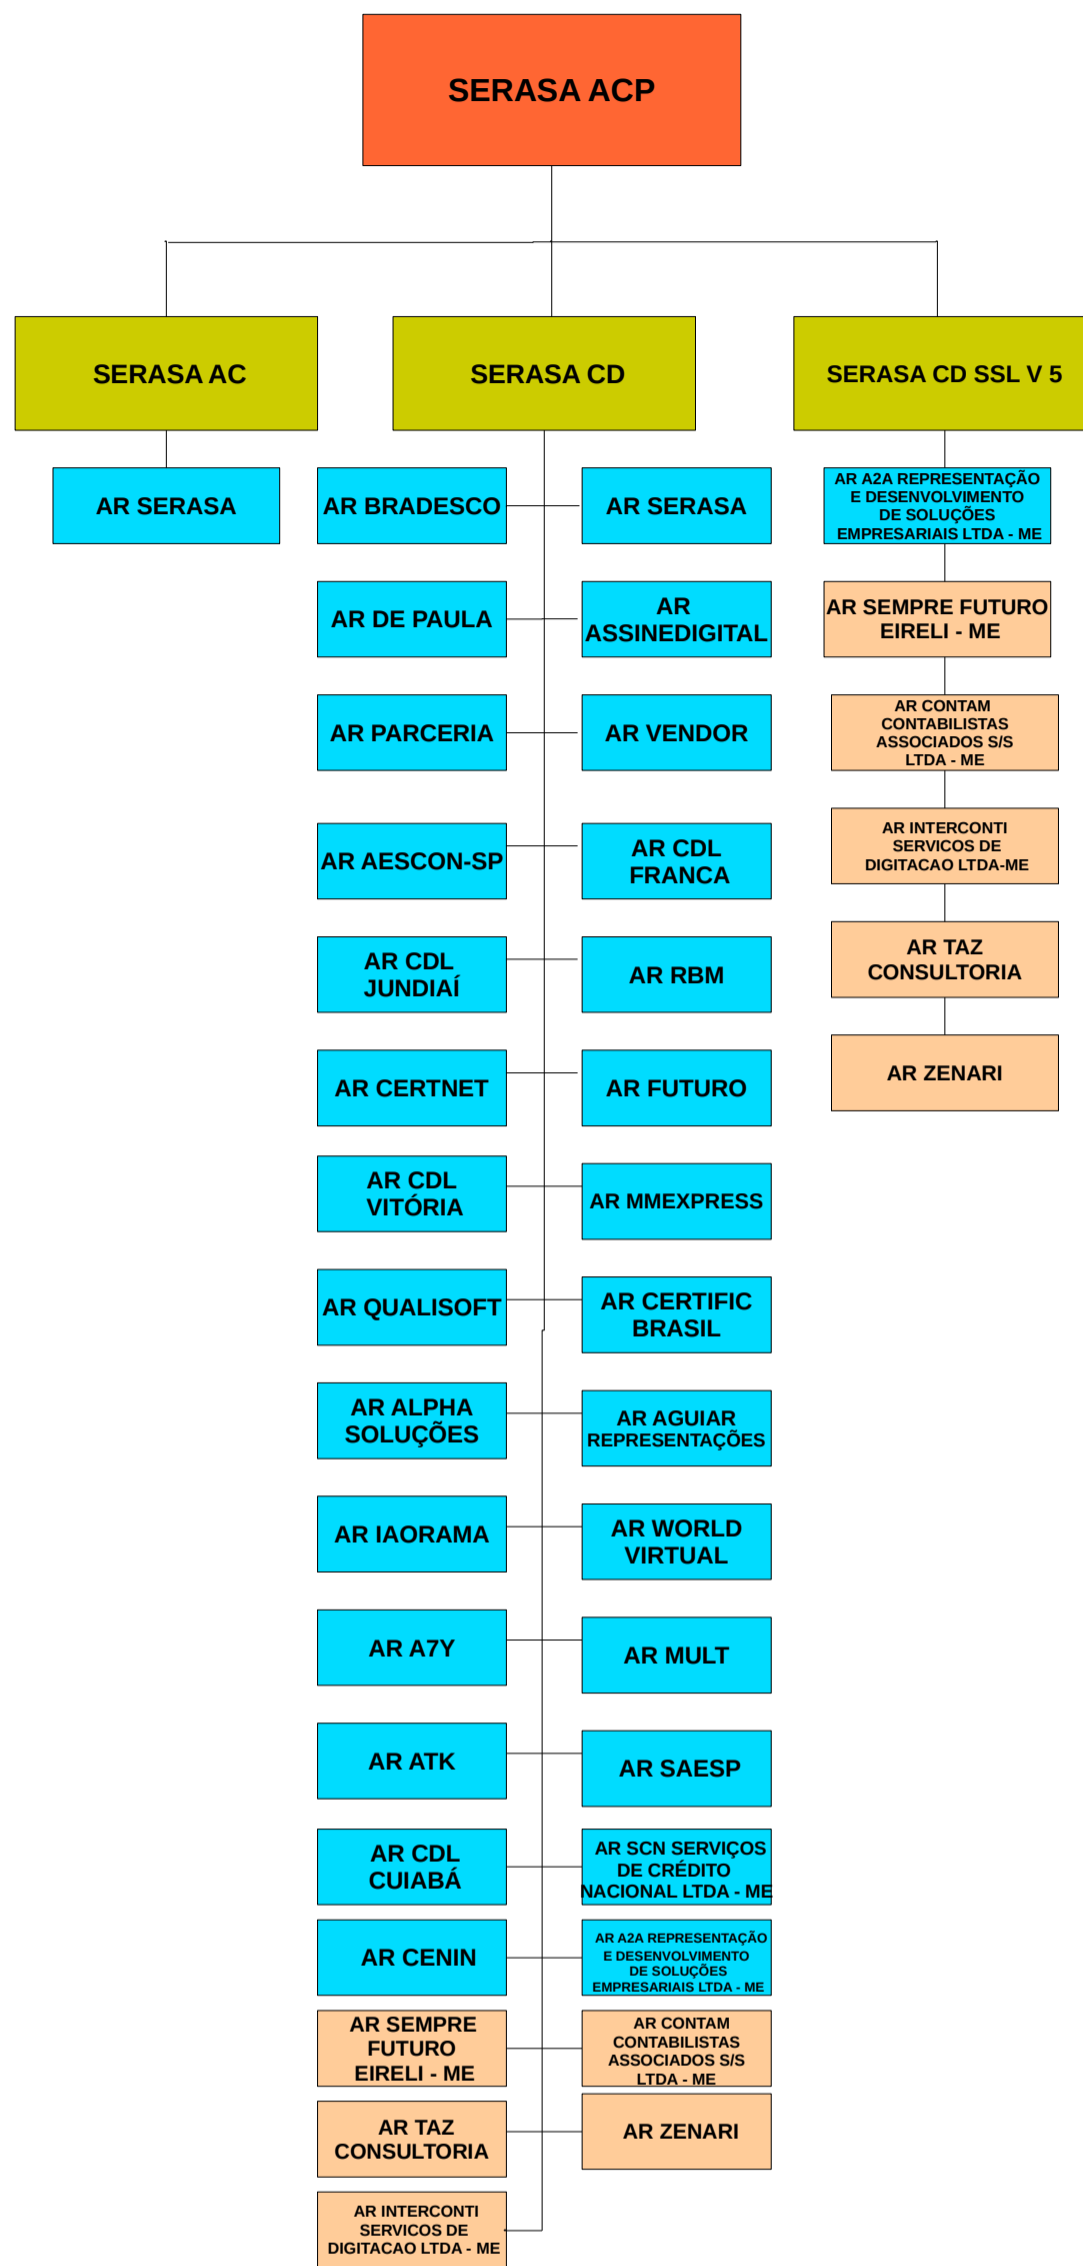 SERASA ACP
SERASA AC
SERASA CD
SERASA CD SSL V 5
AR SERASA
AR BRADESCO
AR SERASA
AR A2A REPRESENTAÇÃO
E DESENVOLVIMENTO
DE SOLUÇÕES
EMPRESARIAIS LTDA - ME
AR DE PAULA
AR
ASSINEDIGITAL
AR SEMPRE FUTURO
EIRELI - ME
AR PARCERIA
AR VENDOR
AR CONTAM
CONTABILISTAS
ASSOCIADOS S/S
LTDA - ME
AR AESCON-SP
AR CDL
FRANCA
AR INTERCONTI
SERVICOS DE
DIGITACAO LTDA-ME
AR CDL
JUNDIAÍ
AR RBM
AR TAZ
CONSULTORIA
AR CERTNET
AR FUTURO
AR ZENARI
AR CDL
VITÓRIA
AR MMEXPRESS
AR QUALISOFT
AR CERTIFIC
BRASIL
AR ALPHA
SOLUÇÕES
AR AGUIAR
REPRESENTAÇÕES
AR IAORAMA
AR WORLD
VIRTUAL
AR A7Y
AR MULT
AR ATK
AR SAESP
AR CDL
CUIABÁ
AR SCN SERVIÇOS
DE CRÉDITO
NACIONAL LTDA - ME
AR CENIN
AR A2A REPRESENTAÇÃO
E DESENVOLVIMENTO
DE SOLUÇÕES
EMPRESARIAIS LTDA - ME
AR SEMPRE
FUTURO
EIRELI - ME
AR CONTAM
CONTABILISTAS
ASSOCIADOS S/S
LTDA - ME
AR TAZ
CONSULTORIA
AR ZENARI
AR INTERCONTI
SERVICOS DE
DIGITACAO LTDA - ME